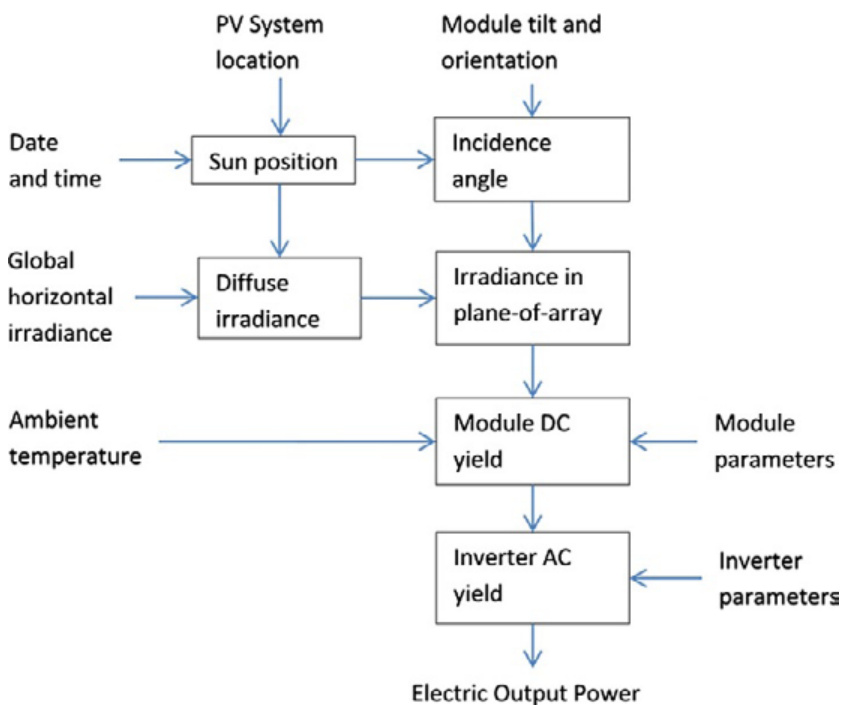 PV System
location
Module tilt and
orientation
Date
and time
Sun position
Incidence
angle
Global
horizontal
irradiance
Diffuse
irradiance
Irradiance in
plane-of-array
Ambient
temperature
Module DC
yield
Module
parameters
Inverter AC
yield
Inverter
parameters
Electric Output Power